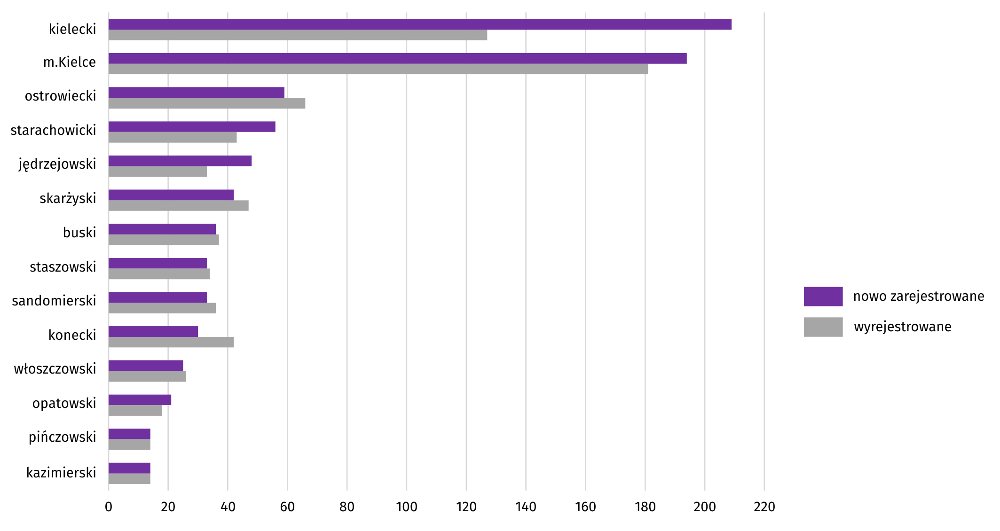 kielecki
m.Kielce
ostrowiecki
starachowicki
jędrzejowski
skarżyski
buski
staszowski
sandomierski
konecki
włoszczowski
opatowski
pińczowski
kazimierski
0 20 40 60 80 100 120 140 160 180 200 220
nowo zarejestrowane
wyrejestrowane